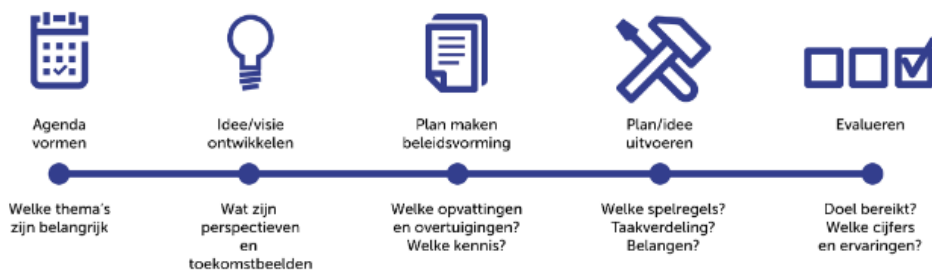 Agenda
vormen
Idee/visie
ontwikkelen
Plan maken
beleidsvorming
Plan/idee
uitvoeren
Evalueren
Welke thema's
zijn belangrijk
Wat zijn
perspectieven
en
toekomstbeelden
Welke opvattingen
en overtuigingen?
Welke kennis?
Welke spelregels?
Taakverdeling?
Belangen?
Doel bereikt?
Welke cijfers
en ervaringen?